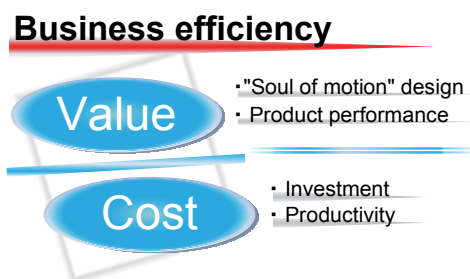 Business efficiency
Value
･"Soul of motion" design
･ Product performance
Cost
･ Investment
･ Productivity